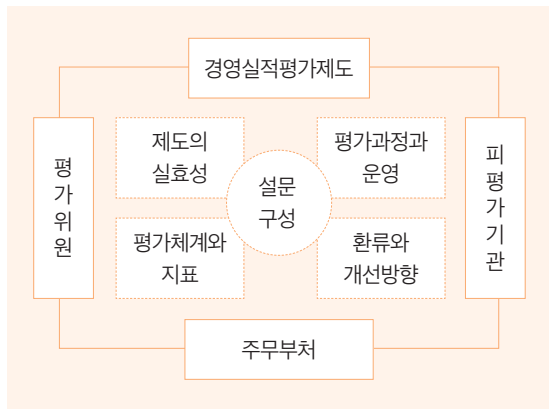 경영실적평가제도
평가위원
제도의
실효성
평가과정과
운영
설문
구성
평가체계와
지표
환류와
개선방향
피평가기관
주무부처